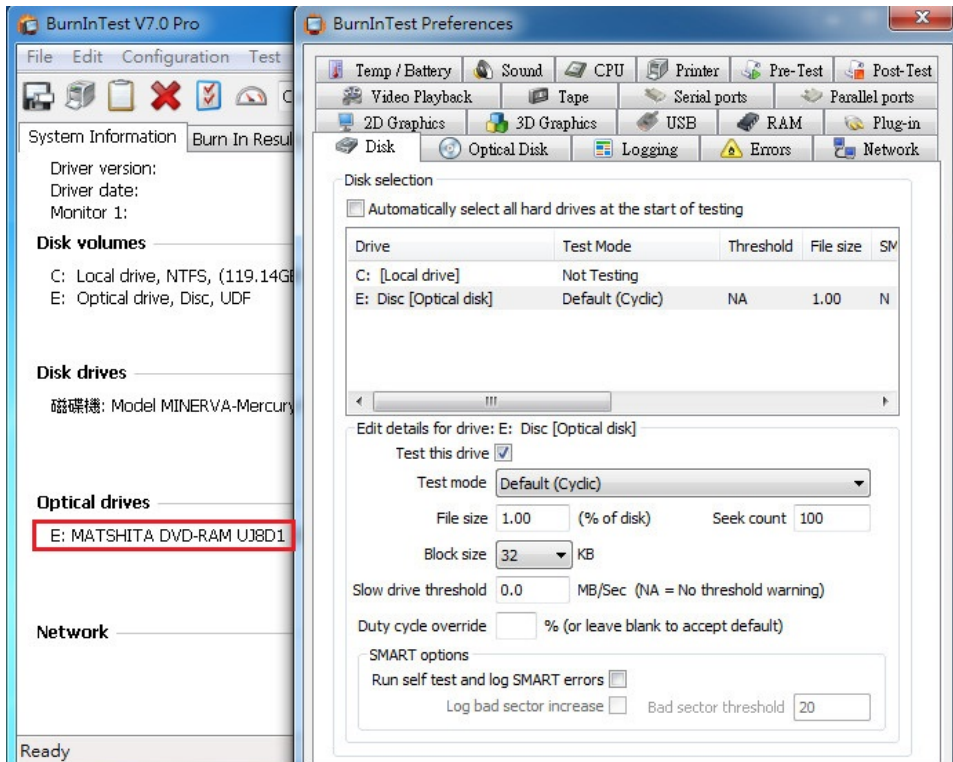 BurnInTest V7.0 Pro
File Edit Configuration Test
System Information Burn In Resul
Driver version:
Driver date:
Monitor 1:
Disk volumes
C: Local drive, NTFS, (119.14GB
E: Optical drive, Disc, UDF
Disk drives
磁碟機: Model MINERVA-Mercury
Optical drives
E: MATSHITA DVD-RAM UJ8D1
Network
Ready
BurnInTest Preferences
Temp / Battery Sound CPU Printer Pre-Test Post-Test
Video Playback Tape Serial ports Parallel ports
2D Graphics 3D Graphics USB RAM Plug-in
Disk Optical Disk Logging Errors Network
Disk selection
Automatically select all hard drives at the start of testing
Drive Test Mode Threshold File size SM
C: [Local drive] Not Testing
E: Disc [Optical disk] Default (Cyclic) NA 1.00 N
Edit details for drive: E: Disc [Optical disk]
Test this drive
Test mode Default (Cyclic)
File size 1.00 (% of disk) Seek count 100
Block size 32 KB
Slow drive threshold 0.0 MB/Sec (NA = No threshold warning)
Duty cycle override % (or leave blank to accept default)
SMART options
Run self test and log SMART errors
Log bad sector increase Bad sector threshold 20